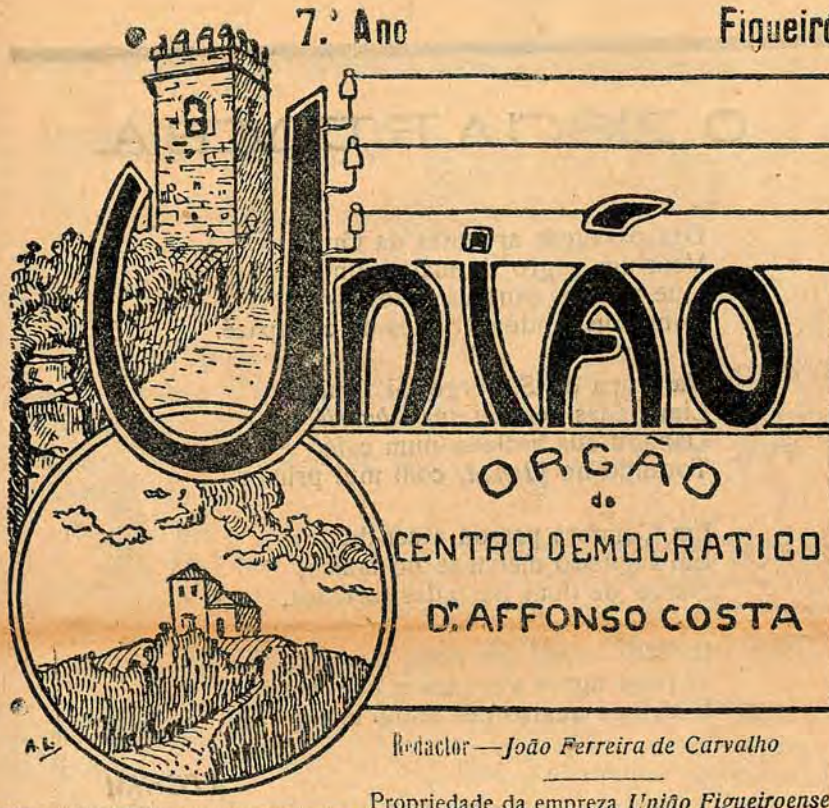 7.º Ano Figueiro
União
ORGÃO
do
CENTRO DEMOCRATICO
Dr. AFFONSO COSTA
A. L.
Redactor — João Ferreira de Carvalho
Propriedade da empreza União Figueiroense